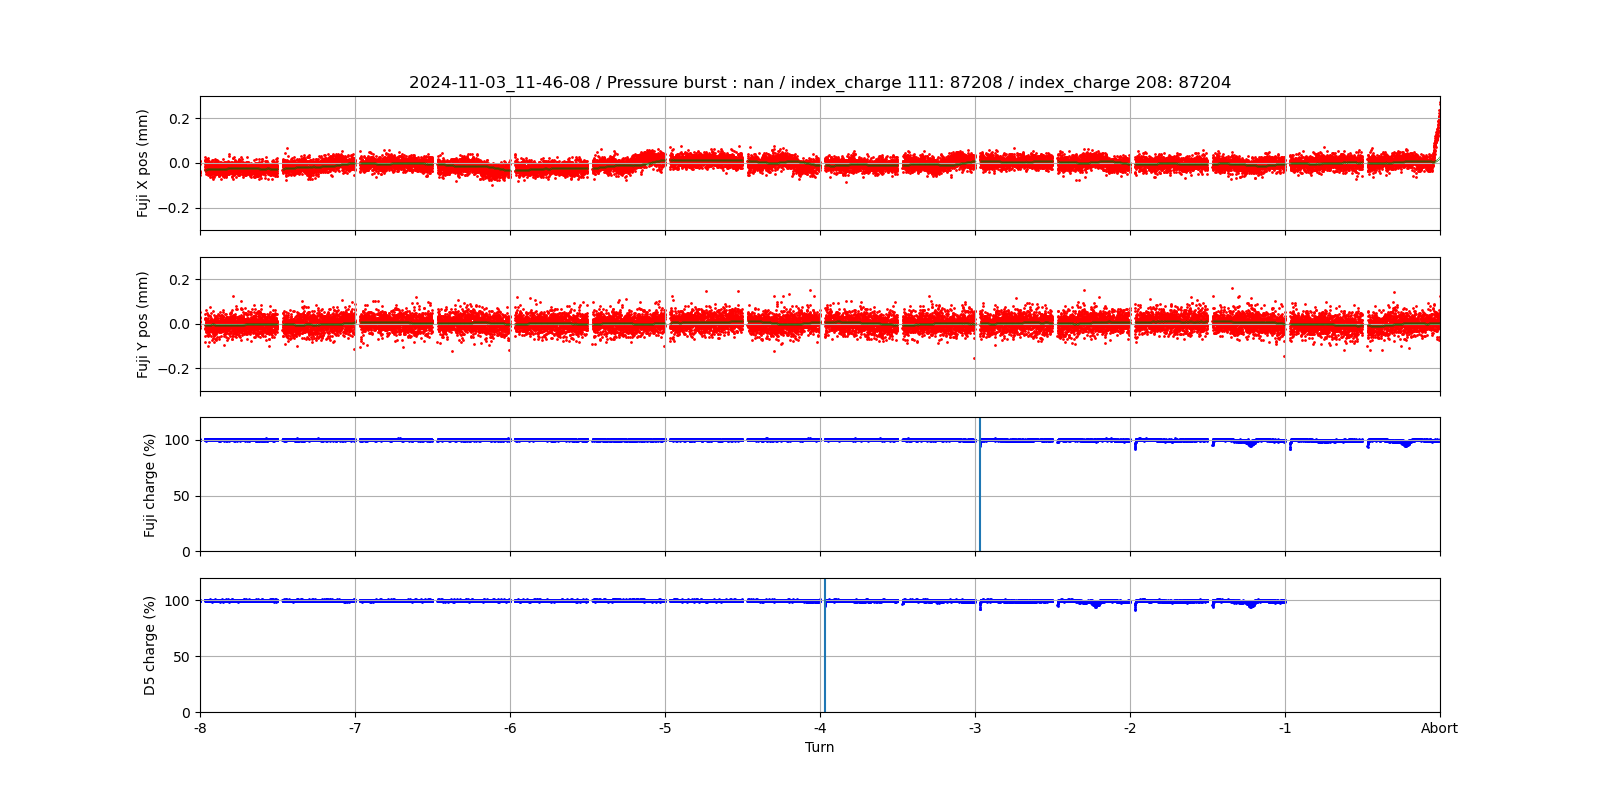 2024-11-03_11-46-08 / Pressure burst : nan / index_charge 111: 87208 / index_charge 208: 87204
Fuji X pos (mm)
0.2
0.0
−0.2
Fuji Y pos (mm)
0.2
0.0
−0.2
Fuji charge (%)
100
50
0
D5 charge (%)
100
50
0
-8 -7 -6 -5 -4 -3 -2 -1 Abort
Turn